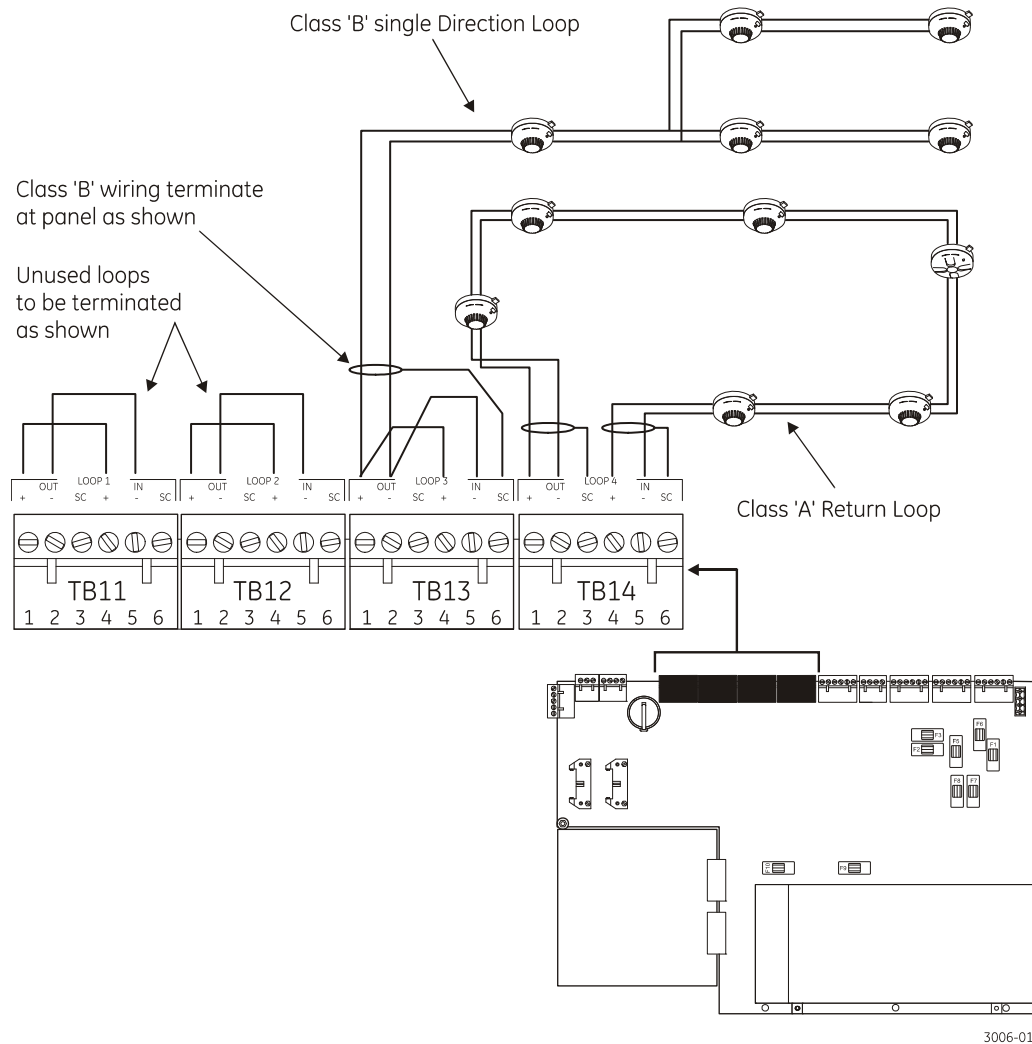 Class 'B' single Direction Loop
Class 'B' wiring terminate
at panel as shown
Unused loops
to be terminated
as shown
Class 'A' Return Loop
OUT LOOP 1 IN
+ - SC + - SC
OUT LOOP 2 IN
+ - SC + - SC
OUT LOOP 3 IN
+ - SC + - SC
OUT LOOP 4 IN
+ - SC + - SC
TB11
1 2 3 4 5 6
TB12
1 2 3 4 5 6
TB13
1 2 3 4 5 6
TB14
1 2 3 4 5 6
F6
F3
F5
F1
F2
F8 F7
F10
F9
3006-01